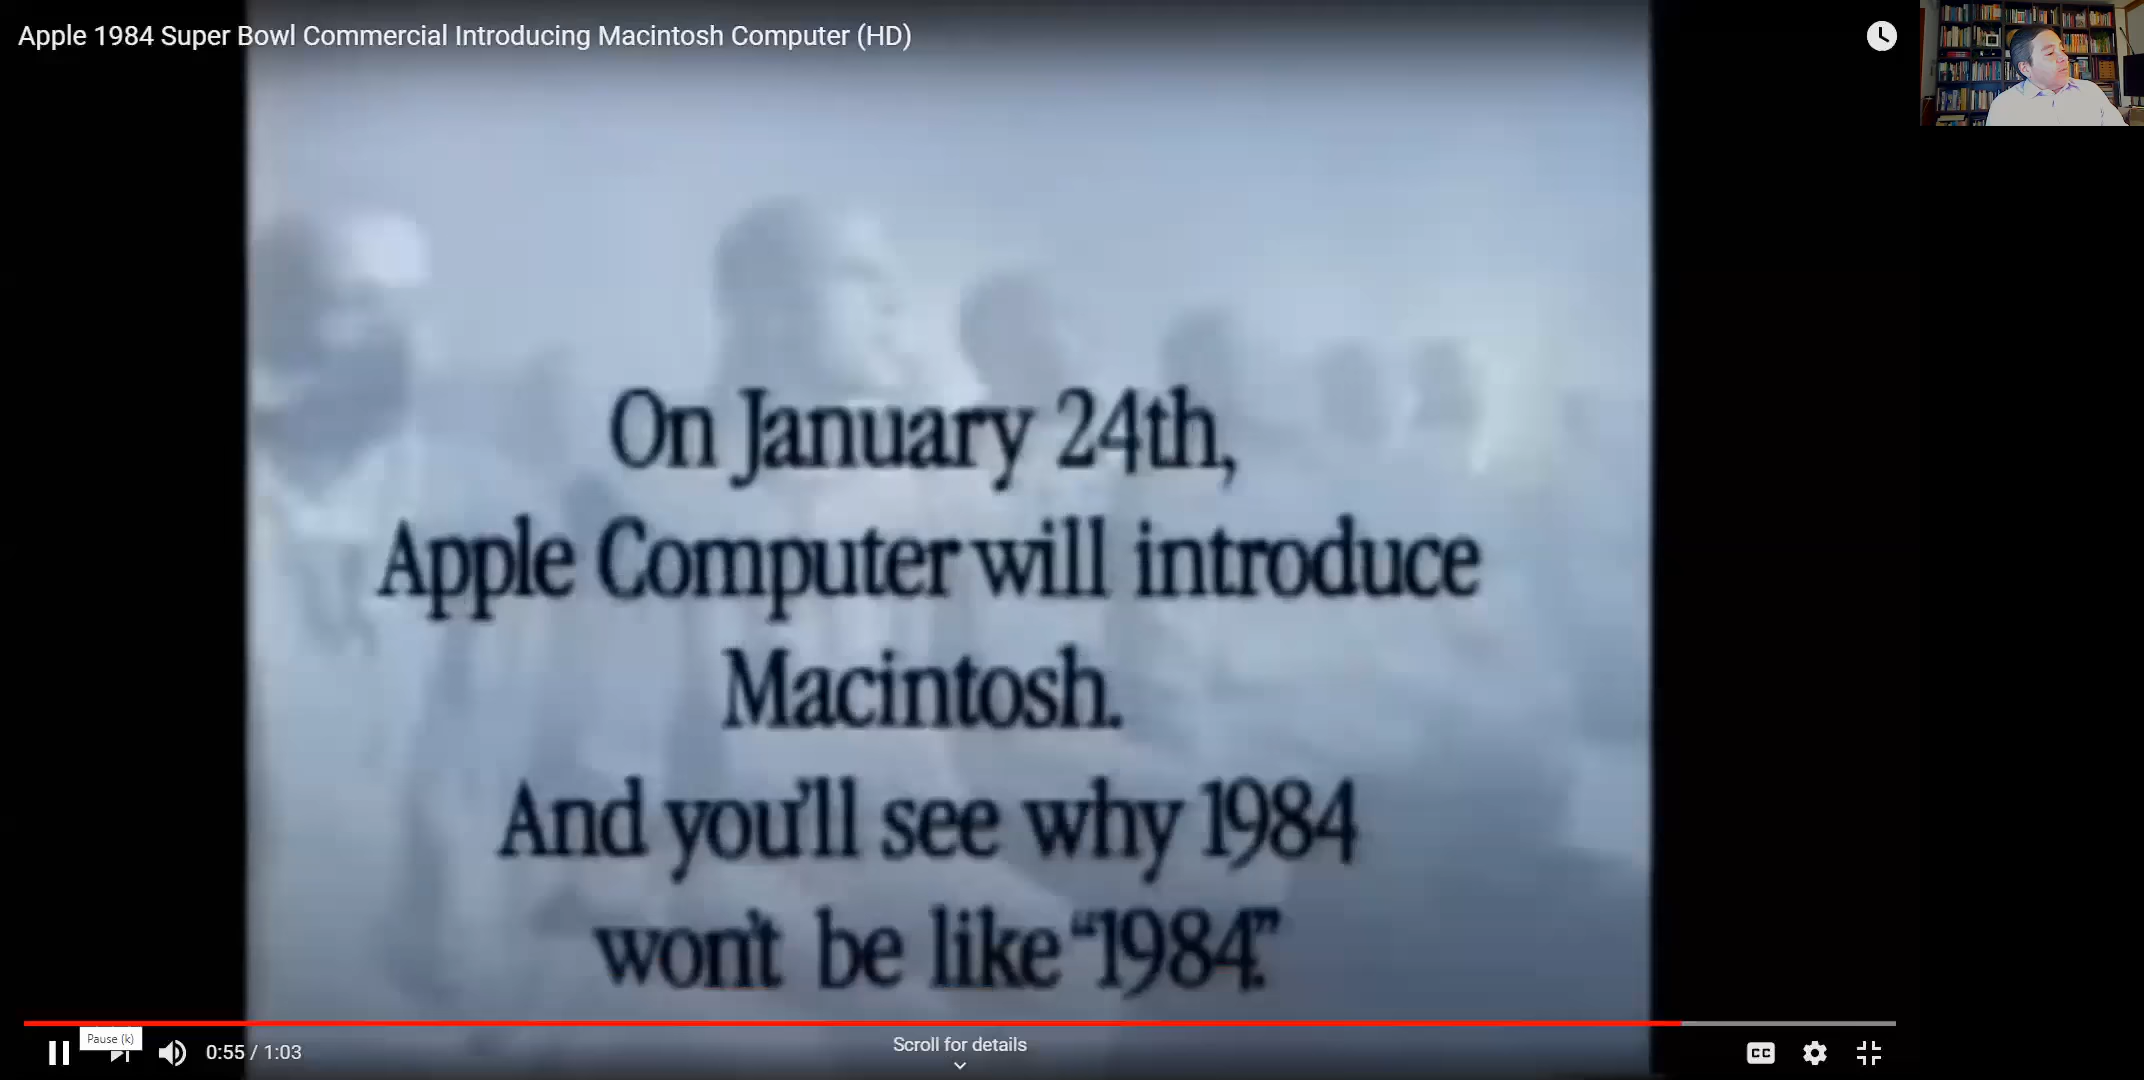 Apple 1984 Super Bowl Commercial Introducing Macintosh Computer (HD)
On January 24th,
Apple Computer will introduce
Macintosh.
And you'll see why 1984
won't be like “1984.”
Pause (k)
0:55 / 1:03
Scroll for details
CC